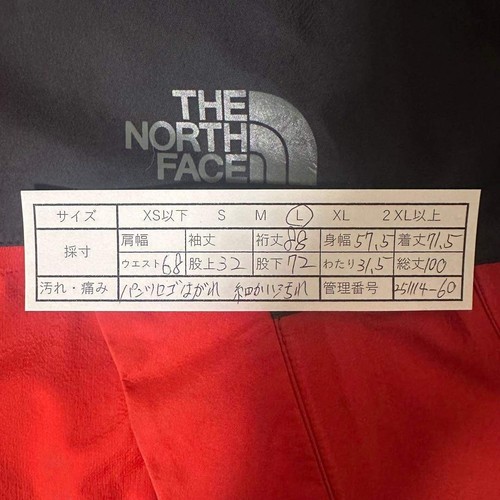 THE
NORTH
FACE
サイズ XS以下 S M L XL 2XL以上
採寸 肩幅 袖丈 裄丈88 身幅57,5 着丈71,5
ウエスト68 股上32 股下72 わたり31,5 総丈100
汚れ・痛み パンツロゴはがれ 細かい汚れ 管理番号 251114-60